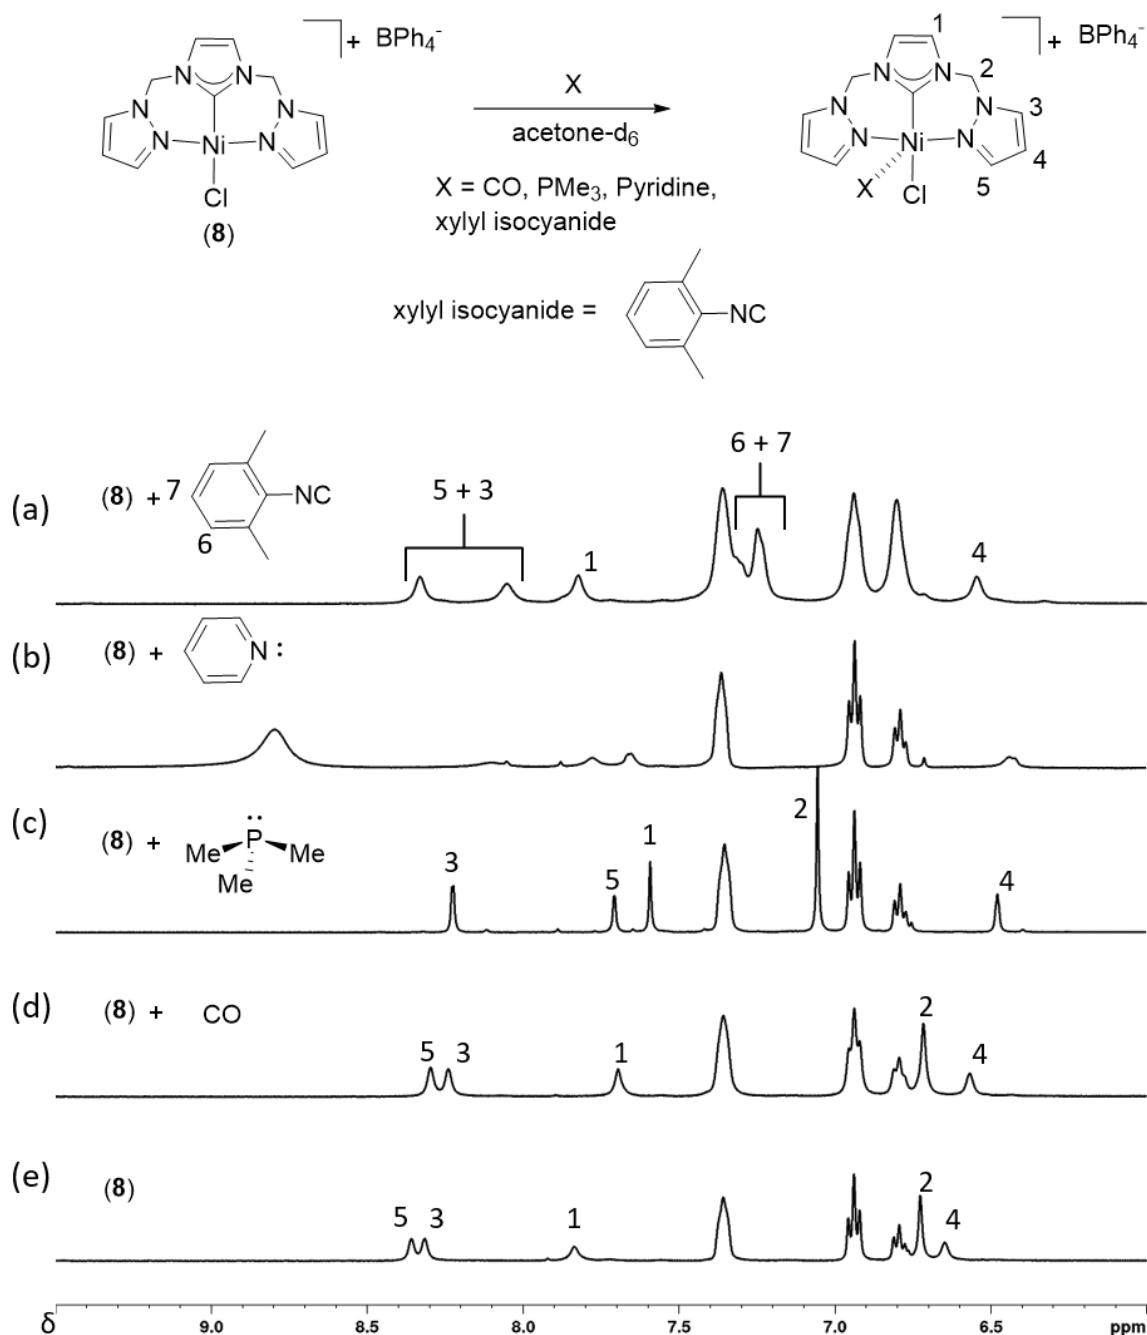 + BPh4-
N N
N N
N Ni N
Cl
(8)
X
acetone-d6
X = CO, PMe3, Pyridine,
xylyl isocyanide
1
+ BPh4-
2
N N
N N 3
N Ni N 4
X Cl 5
xylyl isocyanide = NC
(a) (8) + 7 NC
6
5 + 3
1
6 + 7
4
(b) (8) + N :
(c) (8) + Me P Me
Me
3
5
1
2
4
(d) (8) + CO
5 3
1
2
4
(e) (8)
5 3
1
2
4
δ 9.0 8.5 8.0 7.5 7.0 6.5 ppm